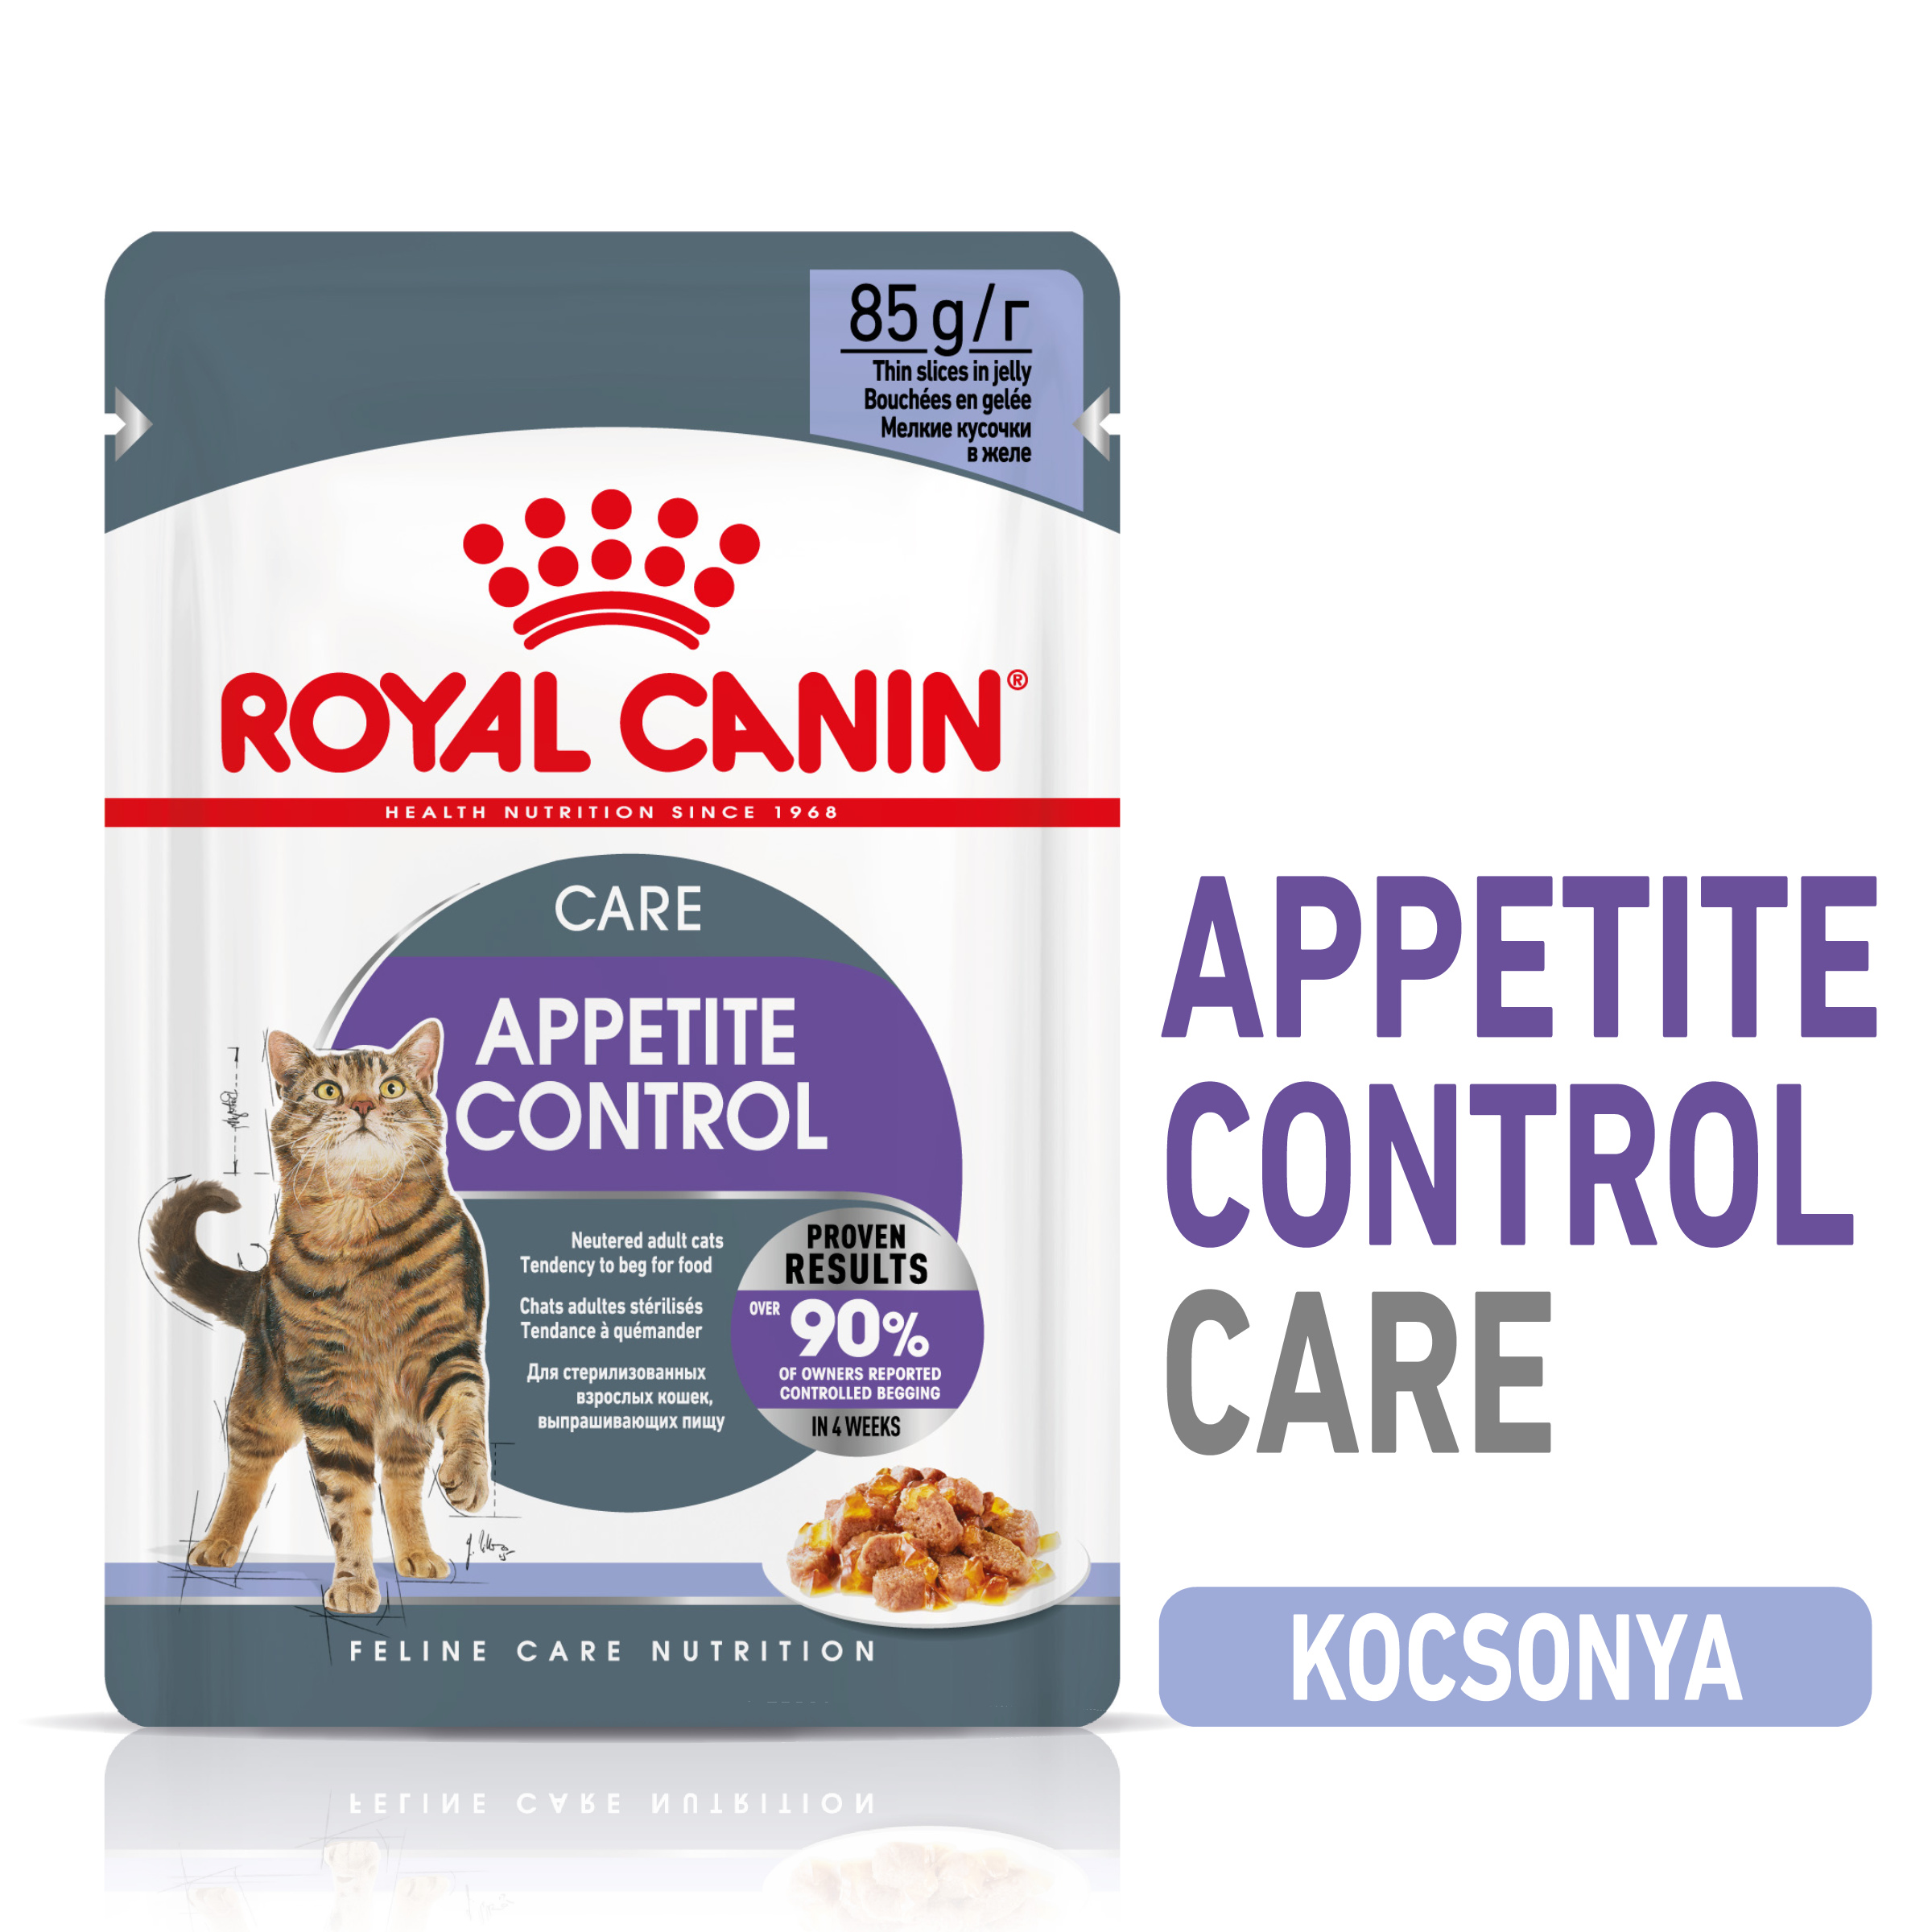 85 g/г
Thin slices in jelly
Bouchées en gelée
Мелкие кусочки
в желе
ROYAL CANIN®
HEALTH NUTRITION SINCE 1968
CARE
APPETITE
CONTROL
Neutered adult cats
Tendency to beg for food
Chats adultes stérilisés
Tendance à quémander
Для стерилизованных
взрослых кошек,
выпрашивающих пищу
PROVEN
RESULTS
OVER 90%
OF OWNERS REPORTED
CONTROLLED BEGGING
IN 4 WEEKS
FELINE CARE NUTRITION
APPETITE
CONTROL
CARE
KOCSONYA